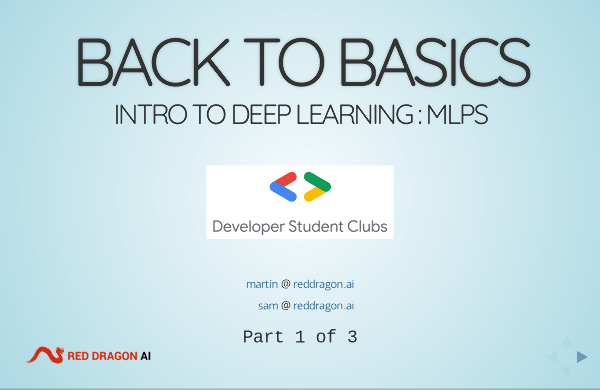 BACK TO BASICS
INTRO TO DEEP LEARNING : MLPS
Developer Student Clubs
martin @ reddragon.ai
sam @ reddragon.ai
Part 1 of 3
RED DRAGON AI